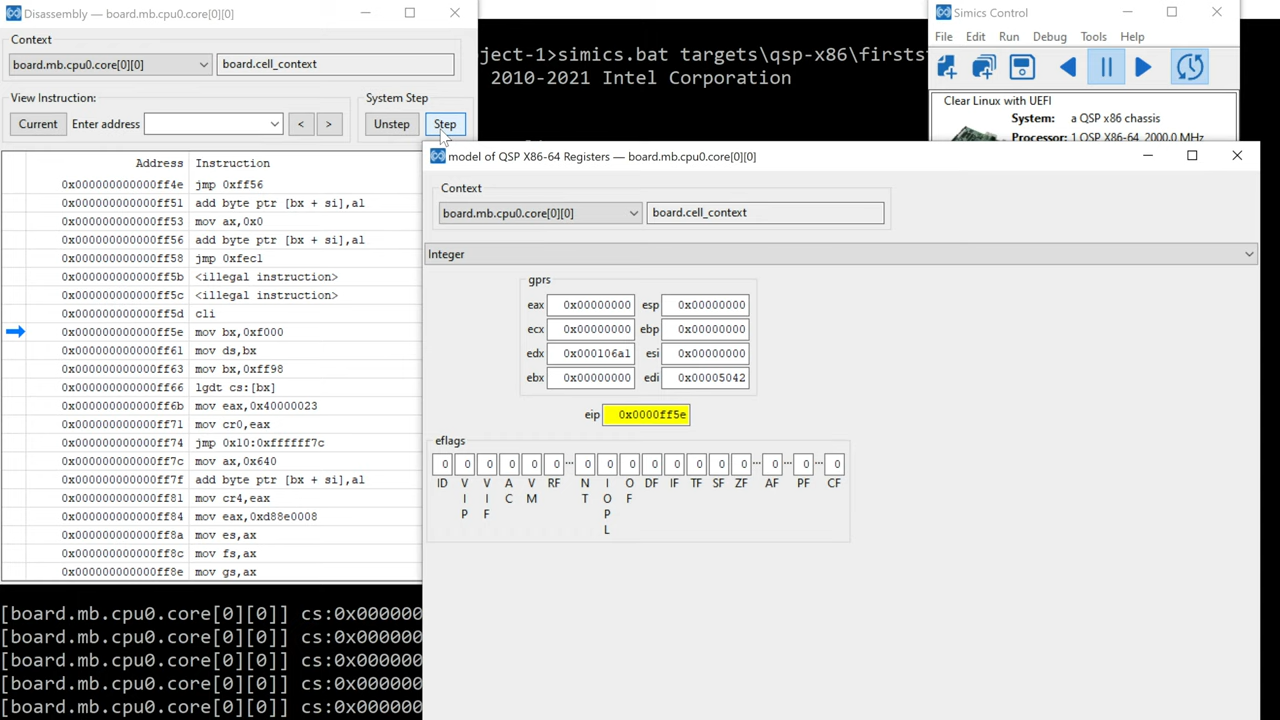 Disassembly — board.mb.cpu0.core[0][0]
Context
board.mb.cpu0.core[0][0]
board.cell_context
View Instruction:
System Step
Current
Enter address
<
>
Unstep
Step
Address
Instruction
0x000000000000ff4e jmp 0xff56
0x000000000000ff51 add byte ptr [bx + si],al
0x000000000000ff53 mov ax,0x0
0x000000000000ff56 add byte ptr [bx + si],al
0x000000000000ff58 jmp 0xfec1
0x000000000000ff5b <illegal instruction>
0x000000000000ff5c <illegal instruction>
0x000000000000ff5d cli
0x000000000000ff5e mov bx,0xf000
0x000000000000ff61 mov ds,bx
0x000000000000ff63 mov bx,0xff98
0x000000000000ff66 lgdt cs:[bx]
0x000000000000ff6b mov eax,0x40000023
0x000000000000ff71 mov cr0,eax
0x000000000000ff74 jmp 0x10:0xffffff7c
0x000000000000ff7c mov ax,0x640
0x000000000000ff7f add byte ptr [bx + si],al
0x000000000000ff81 mov cr4,eax
0x000000000000ff84 mov eax,0xd88e0008
0x000000000000ff8a mov es,ax
0x000000000000ff8c mov fs,ax
0x000000000000ff8e mov gs,ax
ject-1>simics.bat targets\qsp-x86\firsts
2010-2021 Intel Corporation
Simics Control
File Edit Run Debug Tools Help
Clear Linux with UEFI
System: a QSP x86 chassis
Processor: 1 QSP X86-64, 2000.0 MHz
model of QSP X86-64 Registers — board.mb.cpu0.core[0][0]
Context
board.mb.cpu0.core[0][0]
board.cell_context
Integer
gprs
eax 0x00000000 esp 0x00000000
ecx 0x00000000 ebp 0x00000000
edx 0x000106a1 esi 0x00000000
ebx 0x00000000 edi 0x00005042
eip 0x0000ff5e
eflags
0 0 0 0 0 0 ... 0 0 0 0 0 0 0 0 ... 0 ... 0 ... 0
ID VIP VIF AC VM RF NT IOPL OF DF IF TF SF ZF AF PF CF
[board.mb.cpu0.core[0][0]] cs:0x000000
[board.mb.cpu0.core[0][0]] cs:0x000000
[board.mb.cpu0.core[0][0]] cs:0x000000
[board.mb.cpu0.core[0][0]] cs:0x000000
[board.mb.cpu0.core[0][0]] cs:0x000000